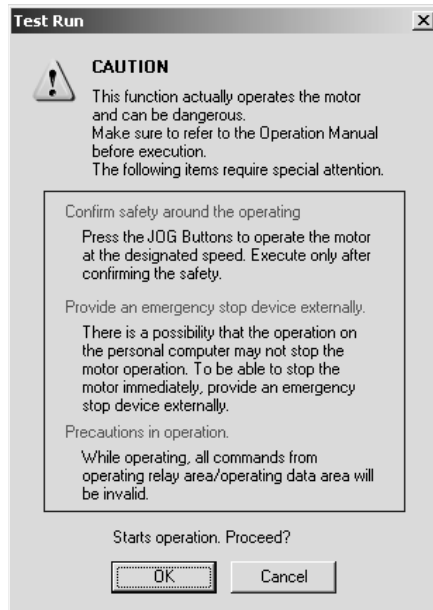 Test Run
CAUTION
This function actually operates the motor
and can be dangerous.
Make sure to refer to the Operation Manual
before execution.
The following items require special attention.
Confirm safety around the operating
Press the JOG Buttons to operate the motor
at the designated speed. Execute only after
confirming the safety.
Provide an emergency stop device externally.
There is a possibility that the operation on
the personal computer may not stop the
motor operation. To be able to stop the
motor immediately, provide an emergency
stop device externally.
Precautions in operation.
While operating, all commands from
operating relay area/operating data area will
be invalid.
Starts operation. Proceed?
OK Cancel